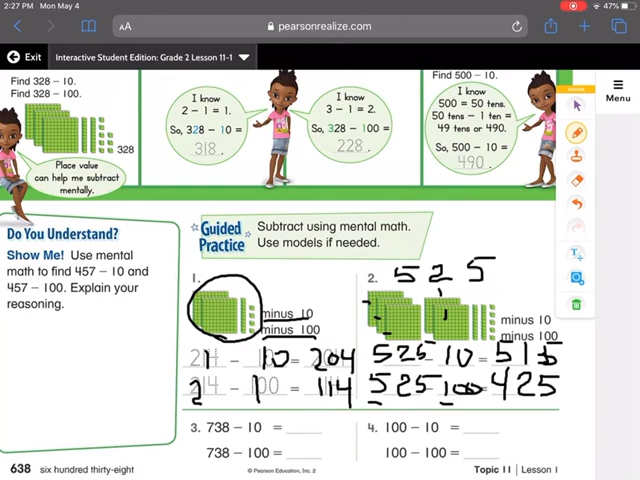 2:27 PM Mon May 4
47%
pearsonrealize.com
Exit
Interactive Student Edition: Grade 2 Lesson 11-1
Menu
Find 328 – 10.
Find 328 – 100.
328
Place value
can help me subtract
mentally.
I know
2 – 1 = 1.
So, 328 – 10 =
318.
I know
3 – 1 = 2.
So, 328 – 100 =
228.
Find 500 – 10.
I know
500 = 50 tens.
50 tens – 1 ten =
49 tens or 490.
So, 500 – 10 =
490.
Do You Understand?
Show Me! Use mental
math to find 457 – 10 and
457 – 100. Explain your
reasoning.
Guided
Practice
Subtract using mental math.
Use models if needed.
1.
minus 10
minus 100
214 – 10 = 204
214 – 100 = 114
2. 525
minus 10
minus 100
525 – 10 = 515
525 – 100 = 425
3. 738 – 10 = ____
738 – 100 = ____
4. 100 – 10 = ____
100 – 100 = ____
638 six hundred thirty-eight
Topic 11 Lesson 1